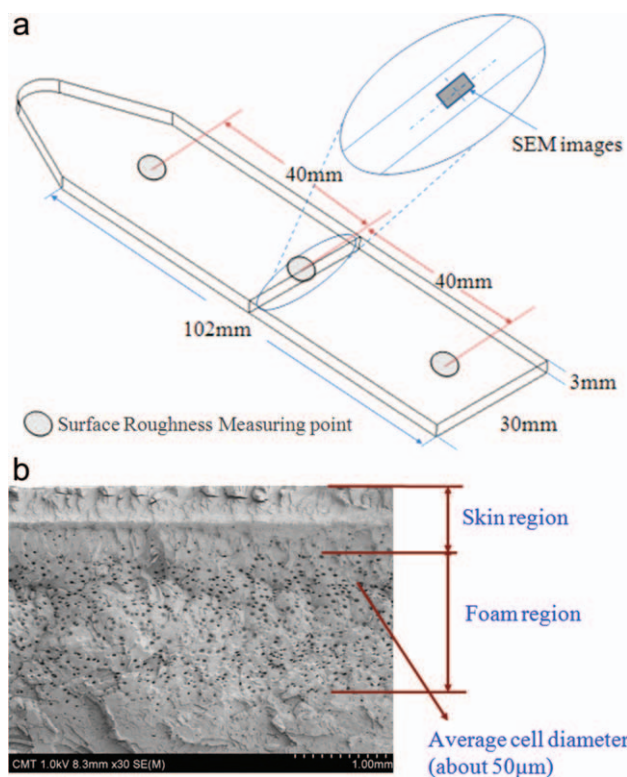 a
SEM images
40mm
40mm
102mm
3mm
30mm
Surface Roughness Measuring point
b
Skin region
Foam region
Average cell diameter
(about 50μm)
CMT 1.0kV 8.3mm x30 SE(M)
1.00mm